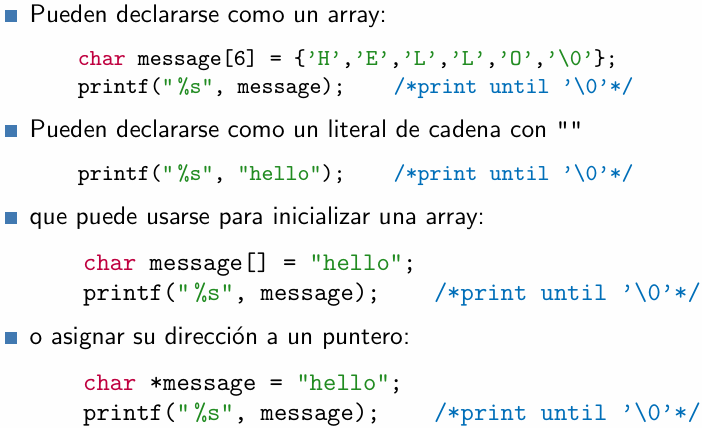 Pueden declararse como un array:
char message[6] = {'H','E','L','L','O','\0'};
printf("%s", message); /*print until '\0'*/
Pueden declararse como un literal de cadena con ""
printf("%s", "hello"); /*print until '\0'*/
que puede usarse para inicializar una array:
char message[] = "hello";
printf("%s", message); /*print until '\0'*/
o asignar su dirección a un puntero:
char *message = "hello";
printf("%s", message); /*print until '\0'*/